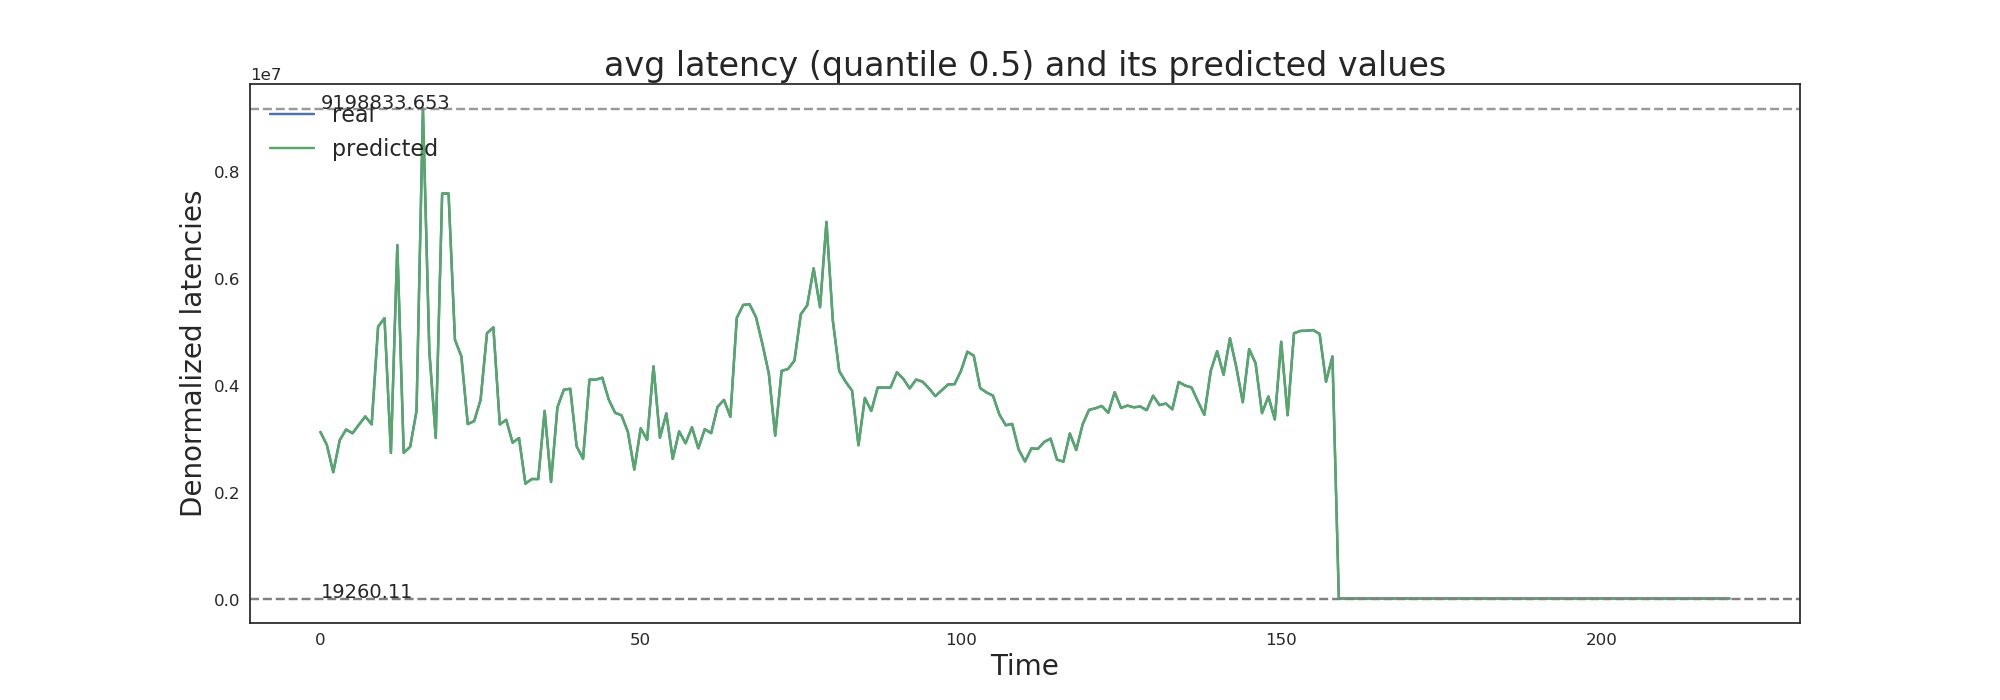 avg latency (quantile 0.5) and its predicted values
1e7
9198833.653
real
predicted
0.8
0.6
0.4
0.2
0.0
Denormalized latencies
19260.11
0 50 100 150 200
Time